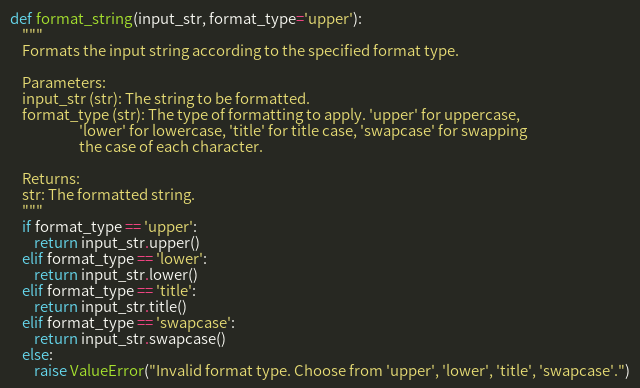 def format_string(input_str, format_type='upper'):
    """
    Formats the input string according to the specified format type.

    Parameters:
    input_str (str): The string to be formatted.
    format_type (str): The type of formatting to apply. 'upper' for uppercase,
                       'lower' for lowercase, 'title' for title case, 'swapcase' for swapping
                       the case of each character.

    Returns:
    str: The formatted string.
    """
    if format_type == 'upper':
        return input_str.upper()
    elif format_type == 'lower':
        return input_str.lower()
    elif format_type == 'title':
        return input_str.title()
    elif format_type == 'swapcase':
        return input_str.swapcase()
    else:
        raise ValueError("Invalid format type. Choose from 'upper', 'lower', 'title', 'swapcase'.")